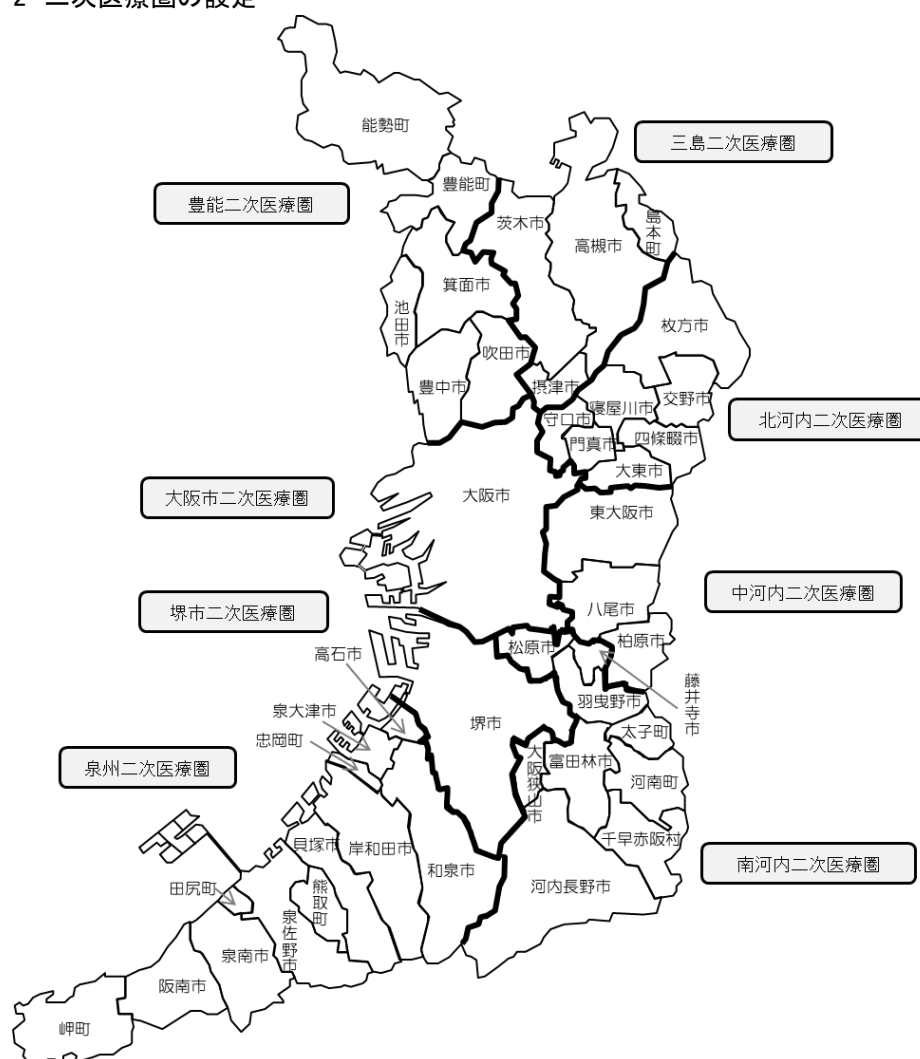 2 二次医療圏の設定
能勢町
三島二次医療圏
豊能町
豊能二次医療圏
茨木市
島本町
高槻市
箕面市
池田市
枚方市
吹田市
豊中市
摂津市
交野市
寝屋川市
守口市
北河内二次医療圏
四條畷市
門真市
大東市
大阪市二次医療圏
大阪市
東大阪市
中河内二次医療圏
堺市二次医療圏
八尾市
柏原市
松原市
高石市
藤井寺市
羽曳野市
泉大津市
堺市
太子町
忠岡町
大阪狭山市
富田林市
泉州二次医療圏
河南町
千早赤阪村
貝塚市
岸和田市
和泉市
南河内二次医療圏
河内長野市
田尻町
熊取町
泉佐野市
泉南市
阪南市
岬町